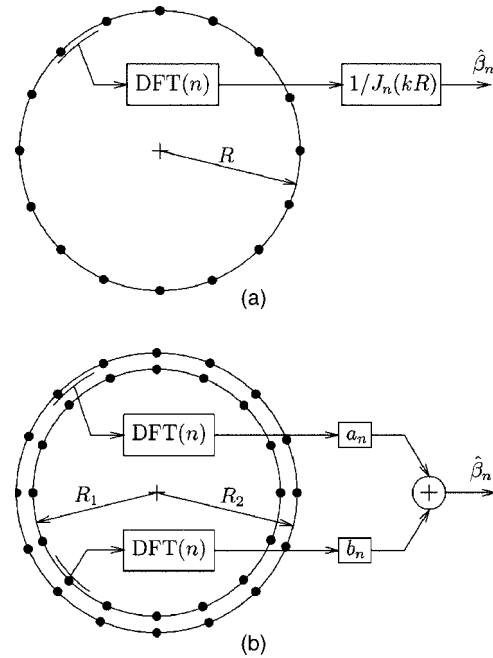 DFT(n)
1/J_n(kR)
β̂_n
R
(a)
DFT(n)
a_n
R_1
R_2
β̂_n
+
DFT(n)
b_n
(b)